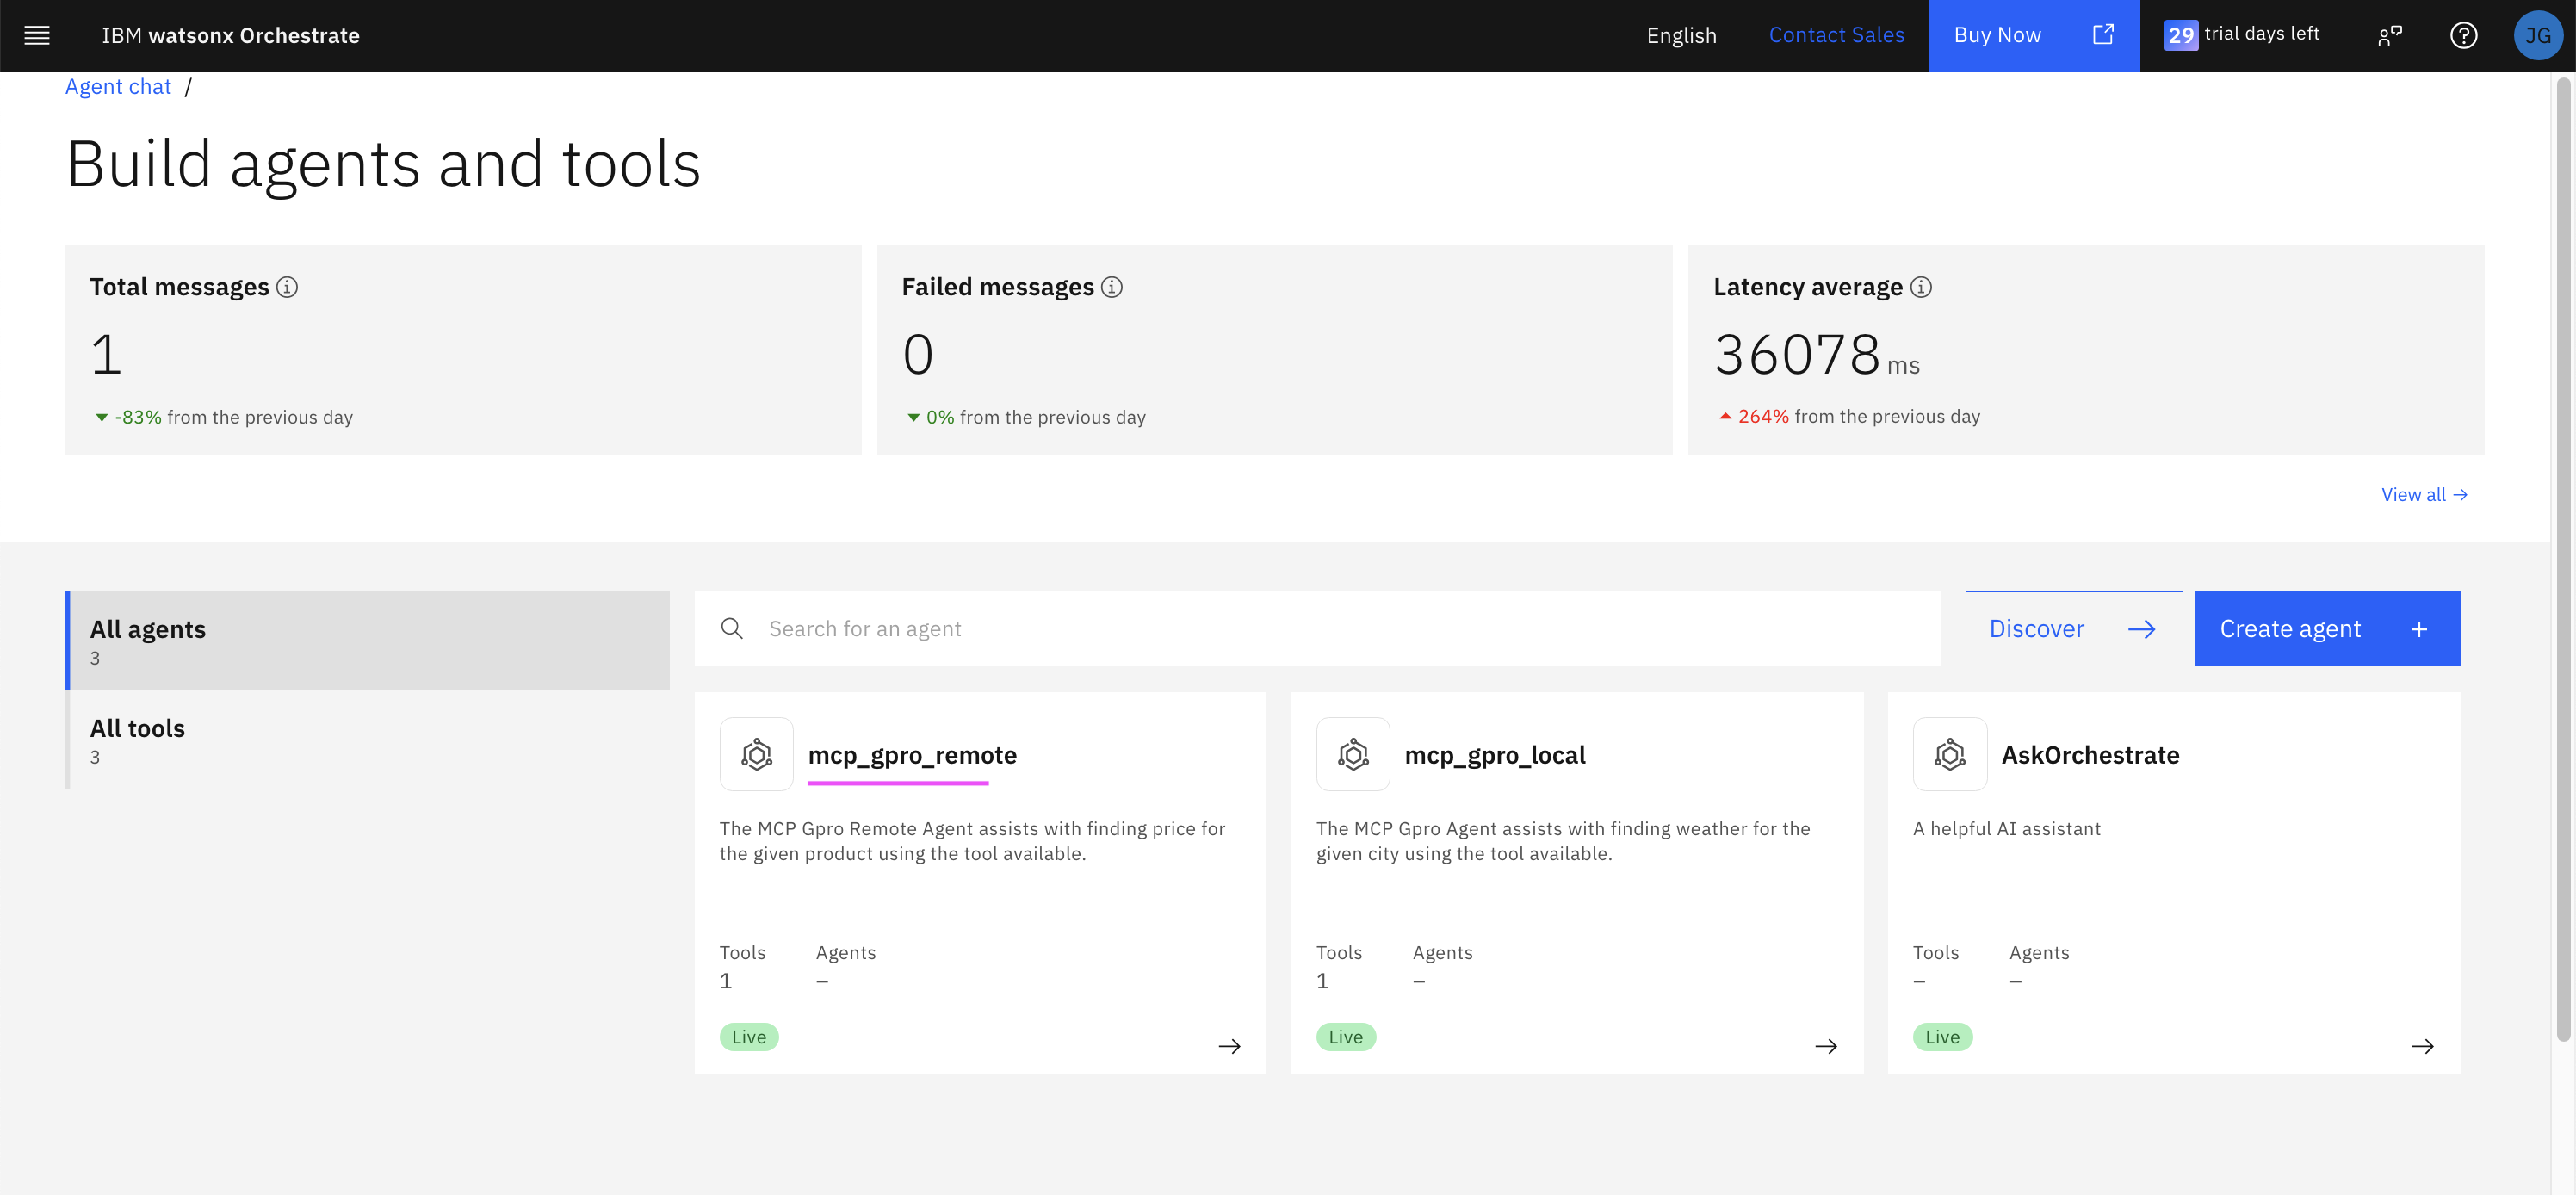 IBM watsonx Orchestrate
English
Contact Sales
Buy Now
29 trial days left
JG
Agent chat /
Build agents and tools
Total messages
1
-83% from the previous day
Failed messages
0
0% from the previous day
Latency average
36078 ms
264% from the previous day
View all
All agents
3
All tools
3
Search for an agent
Discover
Create agent
mcp_gpro_remote
The MCP Gpro Remote Agent assists with finding price for
the given product using the tool available.
Tools Agents
1 –
Live
mcp_gpro_local
The MCP Gpro Agent assists with finding weather for the
given city using the tool available.
Tools Agents
1 –
Live
AskOrchestrate
A helpful AI assistant
Tools Agents
– –
Live